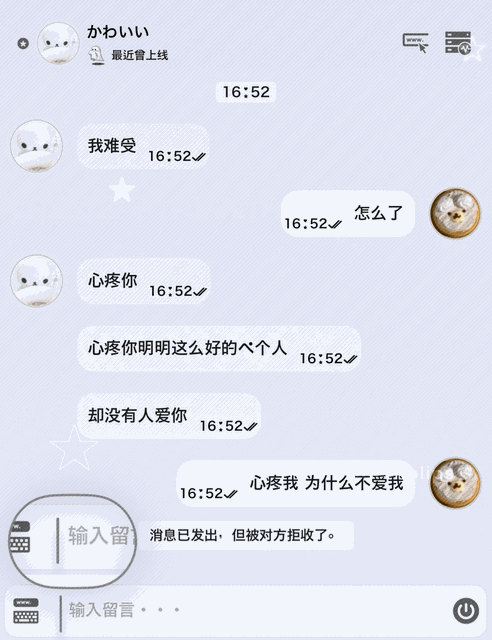 かわいい
最近曾上线
www.
16:52
我难受
16:52
怎么了
16:52
心疼你
16:52
心疼你明明这么好的ベ个人
16:52
却没有人爱你
16:52
心疼我 为什么不爱我
16:52
消息已发出，但被对方拒收了。
w.
输入留
www.
输入留言・・・